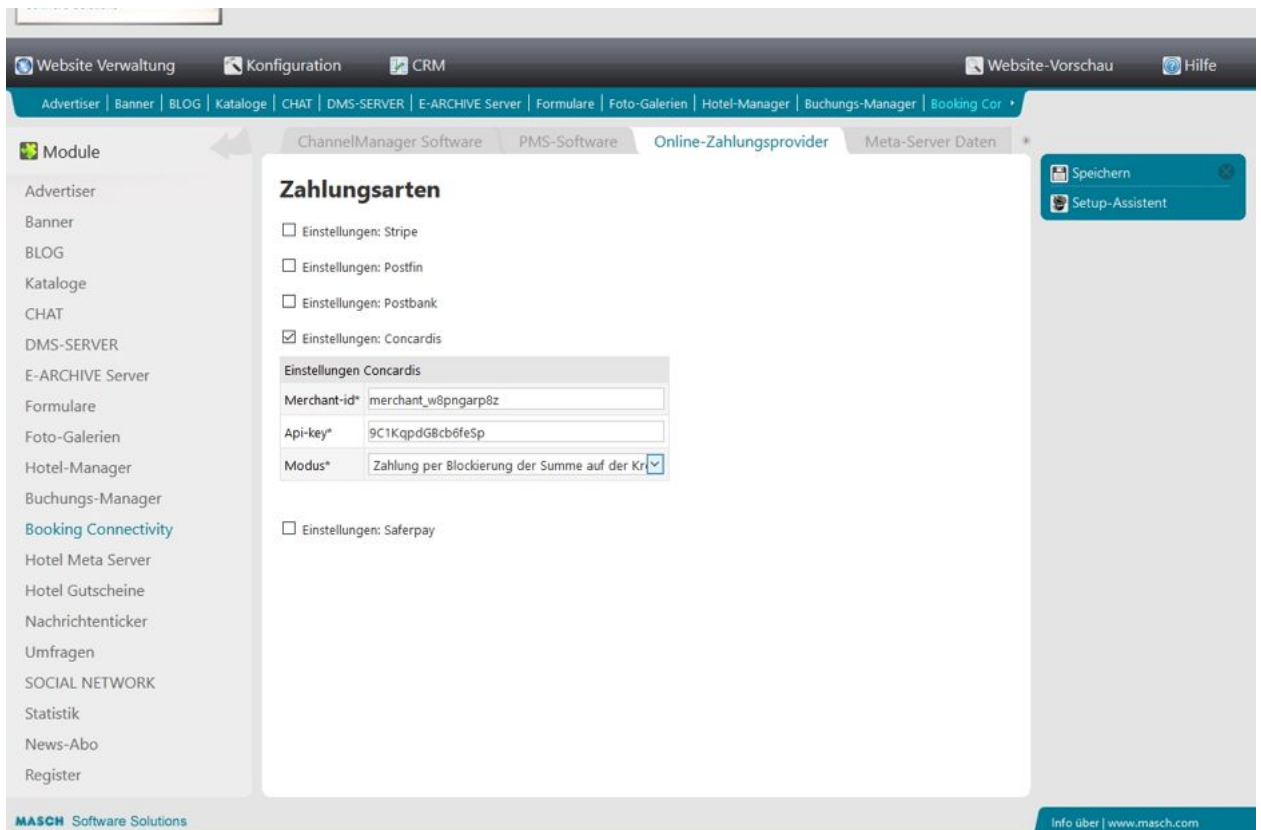 Website Verwaltung Konfiguration CRM Website-Vorschau Hilfe
Advertiser | Banner | BLOG | Kataloge | CHAT | DMS-SERVER | E-ARCHIVE Server | Formulare | Foto-Galerien | Hotel-Manager | Buchungs-Manager | Booking Cor
Module
ChannelManager Software PMS-Software Online-Zahlungsprovider Meta-Server Daten
Speichern
Setup-Assistent
Advertiser
Banner
BLOG
Kataloge
CHAT
DMS-SERVER
E-ARCHIVE Server
Formulare
Foto-Galerien
Hotel-Manager
Buchungs-Manager
Booking Connectivity
Hotel Meta Server
Hotel Gutscheine
Nachrichtenticker
Umfragen
SOCIAL NETWORK
Statistik
News-Abo
Register
Zahlungsarten
Einstellungen: Stripe
Einstellungen: Postfin
Einstellungen: Postbank
Einstellungen: Concardis
Einstellungen Concardis
Merchant-id* merchant_w8pngarp8z
Api-key* 9C1KqpdGBcb6feSp
Modus* Zahlung per Blockierung der Summe auf der Kr
Einstellungen: Saferpay
MASCH Software Solutions
Info über | www.masch.com